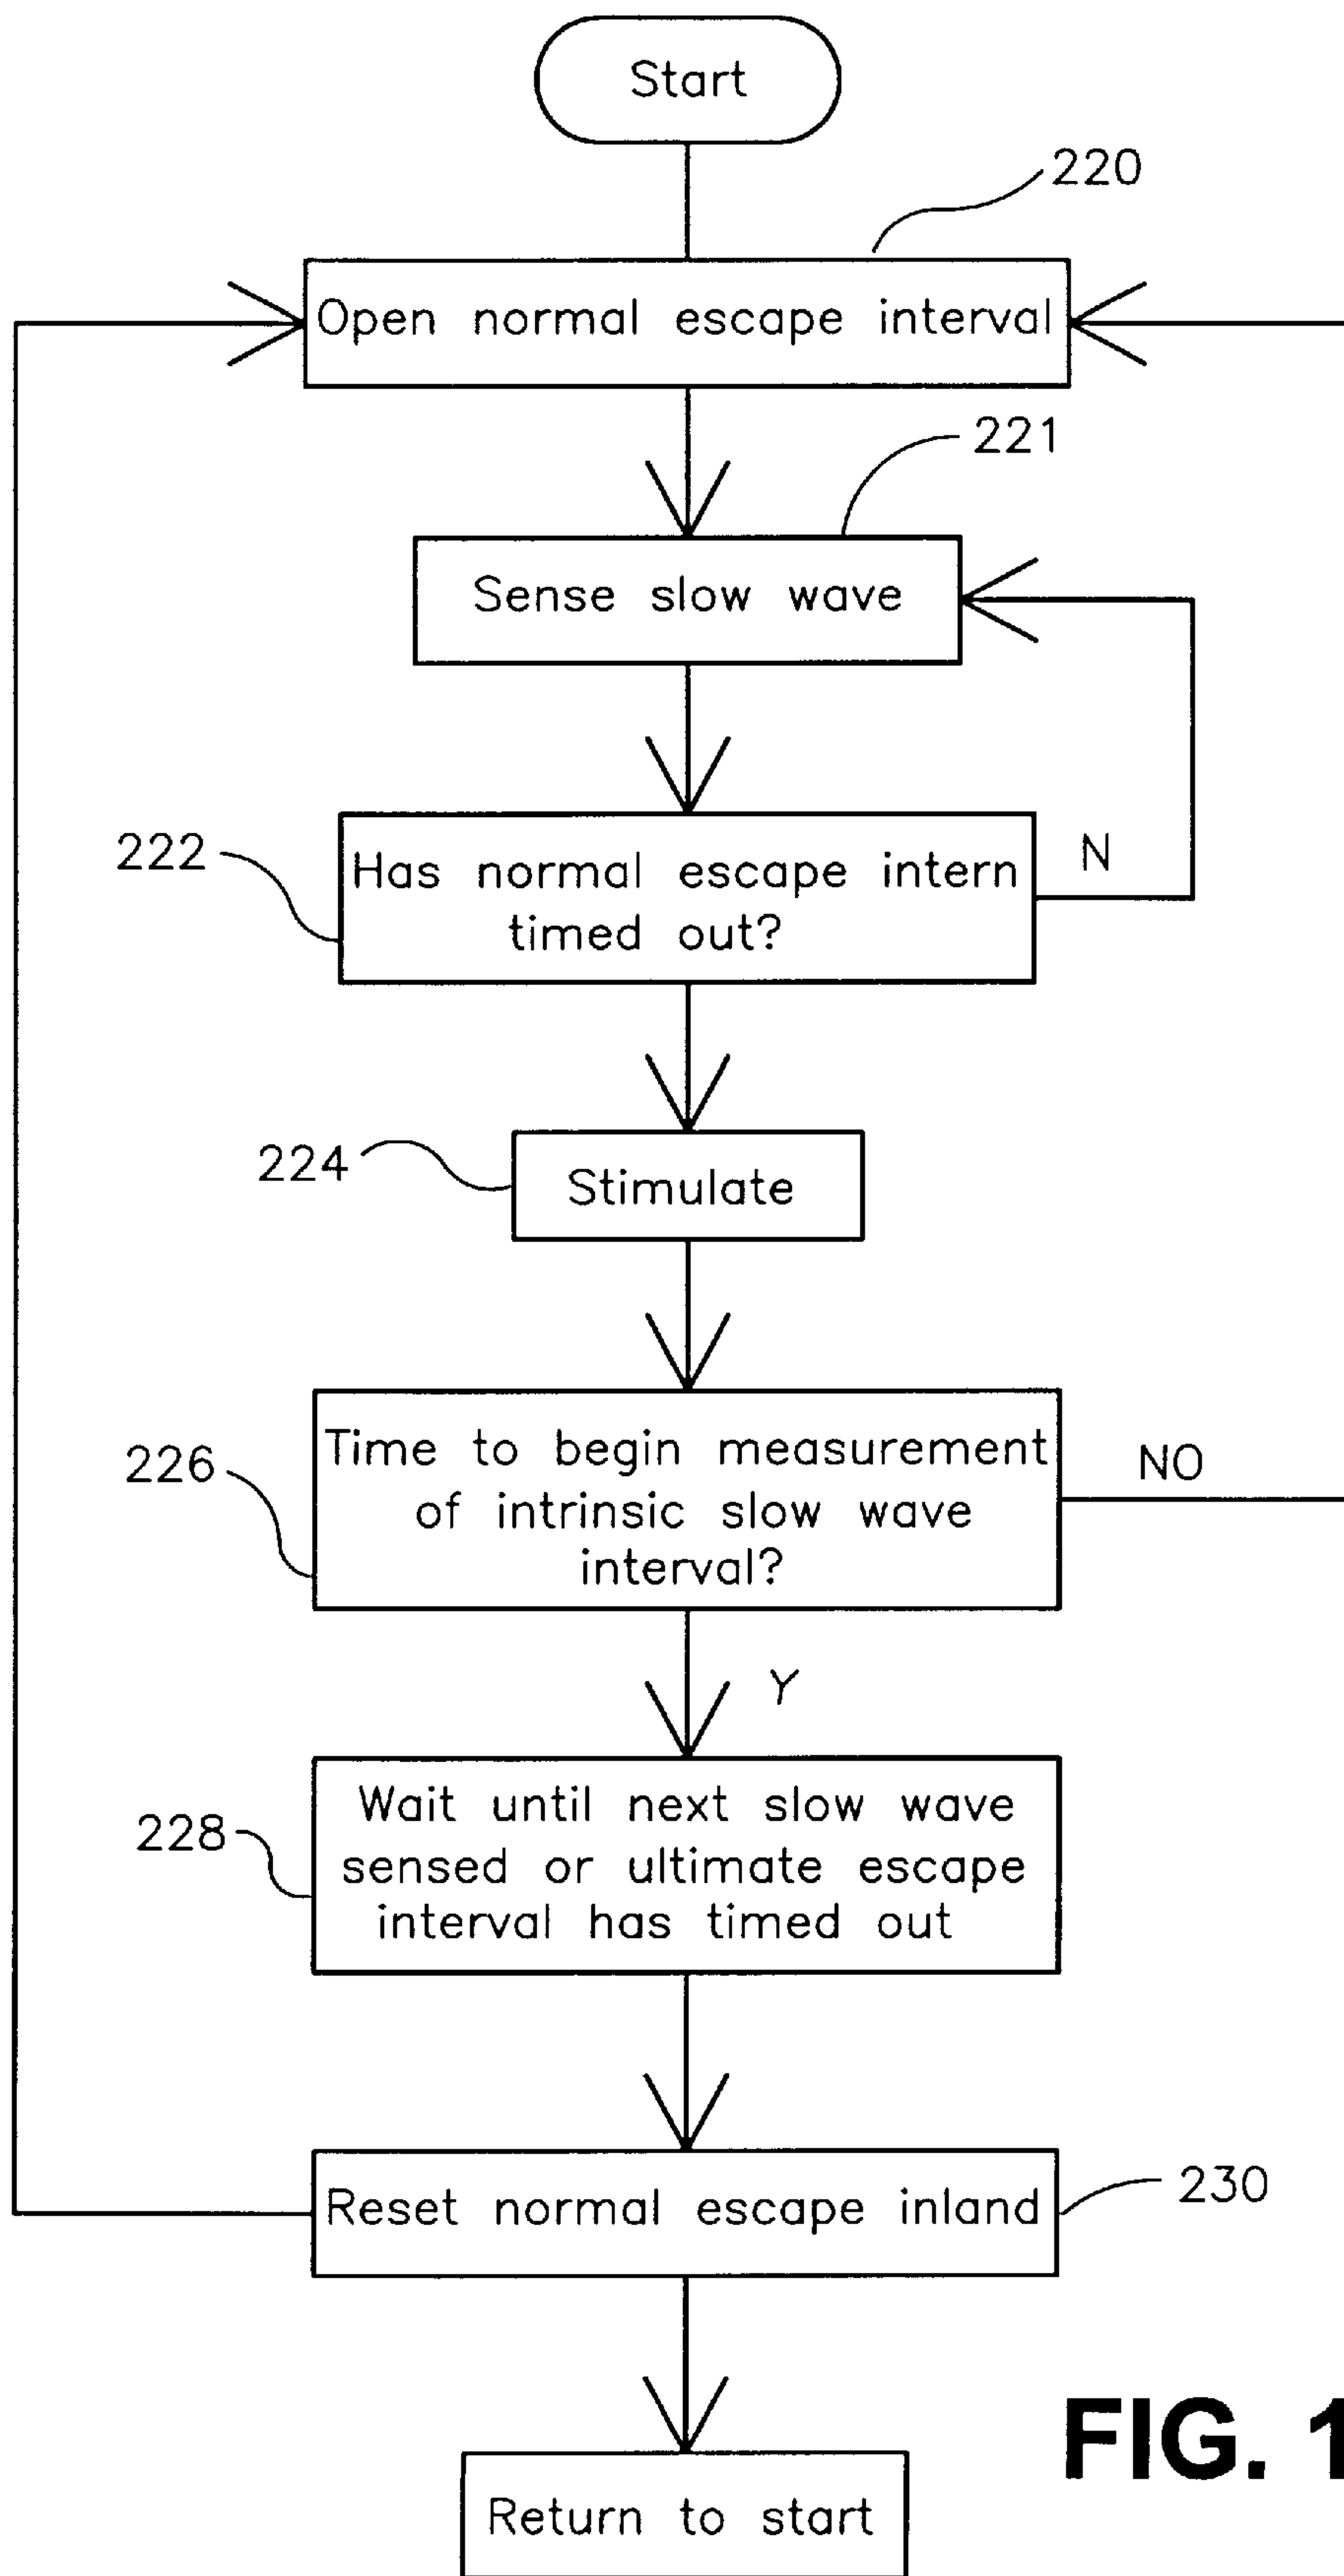 Start
220
Open normal escape interval
221
Sense slow wave
222
Has normal escape intern
timed out?
N
224
Stimulate
226
Time to begin measurement
of intrinsic slow wave
interval?
NO
Y
228
Wait until next slow wave
sensed or ultimate escape
interval has timed out
Reset normal escape inland
230
FIG. 1
Return to start